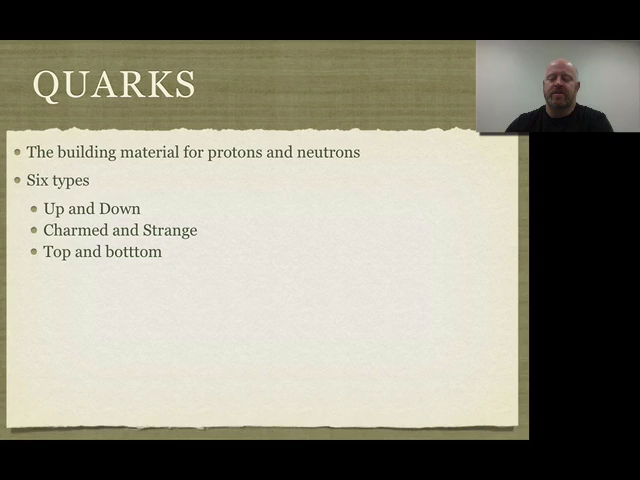 QUARKS
The building material for protons and neutrons
Six types
Up and Down
Charmed and Strange
Top and botttom